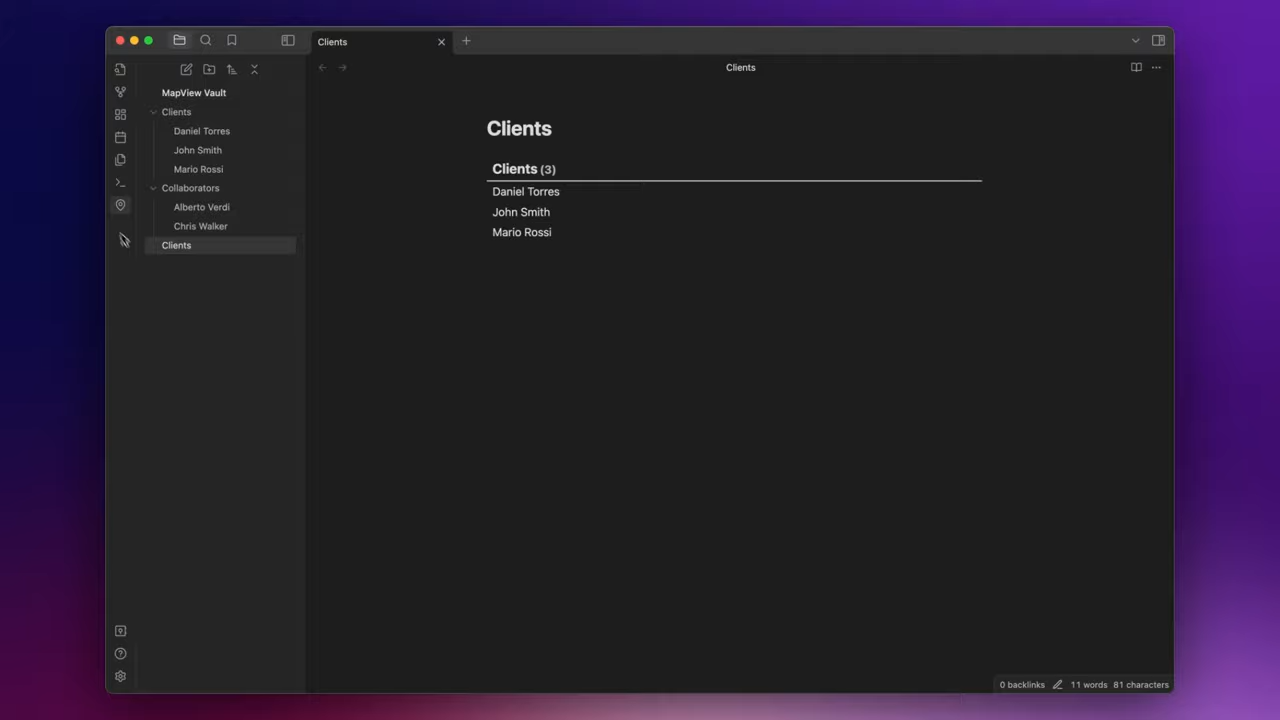 Clients
Clients
MapView Vault
Clients
Daniel Torres
John Smith
Mario Rossi
Collaborators
Alberto Verdi
Chris Walker
Clients
Clients
Clients (3)
Daniel Torres
John Smith
Mario Rossi
0 backlinks 11 words 81 characters